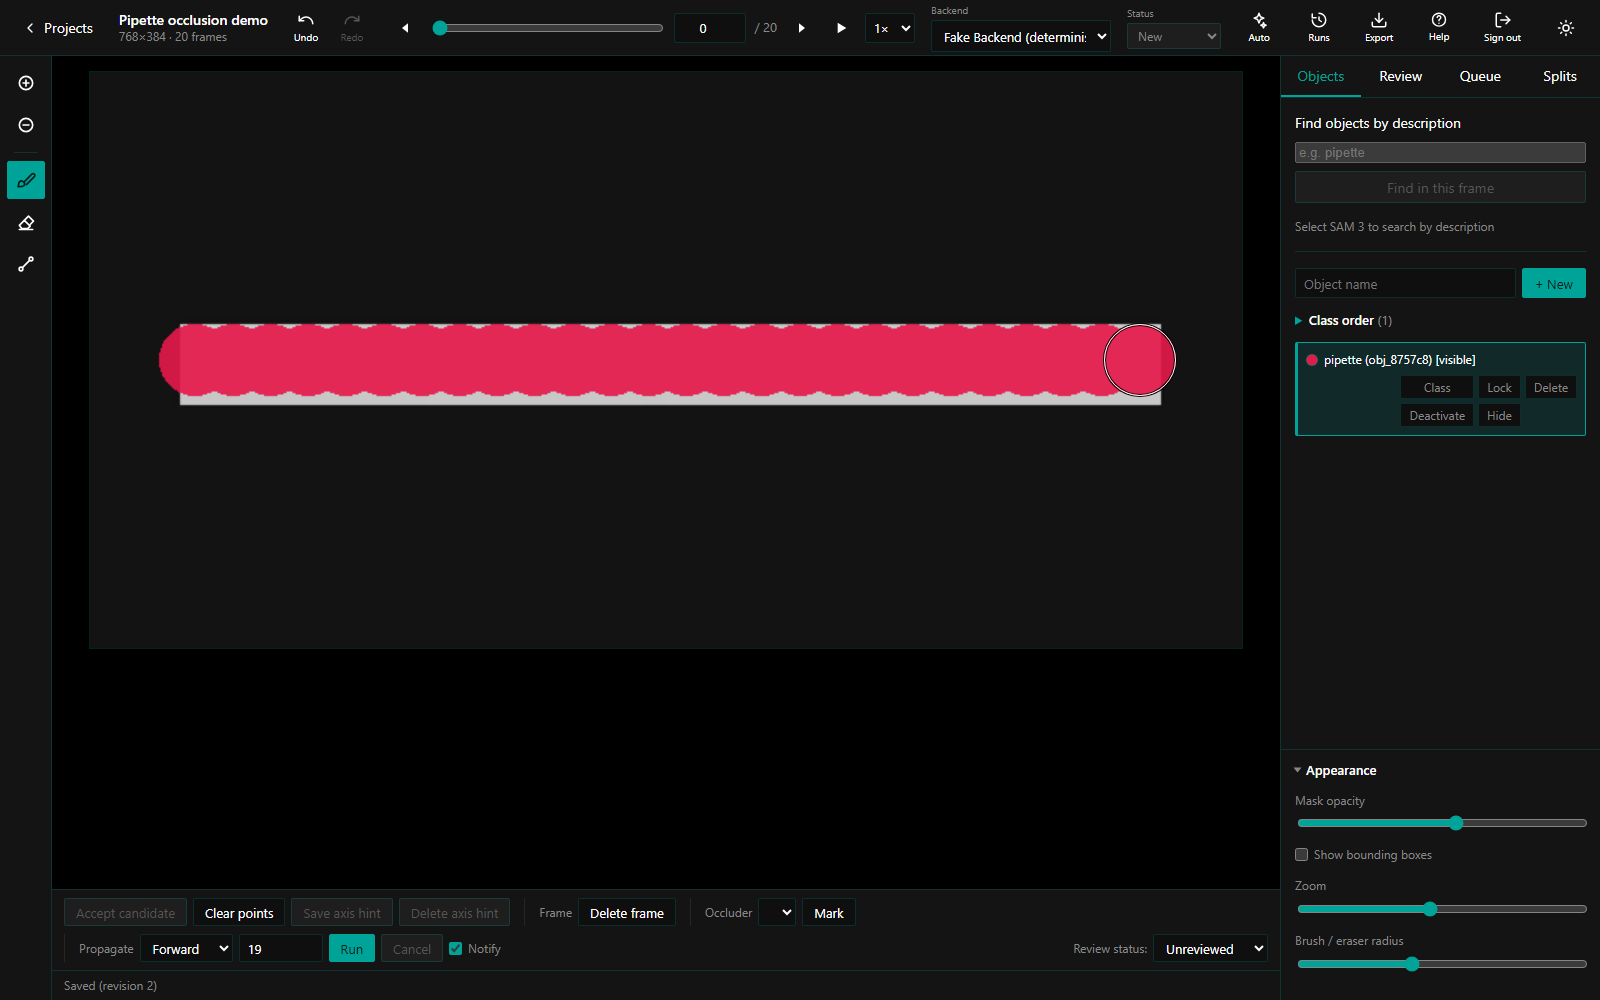 Projects
Pipette occlusion demo
768×384 · 20 frames
Undo
Redo
0
/ 20
1×
Backend
Fake Backend (determini
Status
New
Auto
Runs
Export
Help
Sign out
Objects
Review
Queue
Splits
Find objects by description
e.g. pipette
Find in this frame
Select SAM 3 to search by description
Object name
+ New
Class order (1)
pipette (obj_8757c8) [visible]
Class
Lock
Delete
Deactivate
Hide
Appearance
Mask opacity
Show bounding boxes
Zoom
Brush / eraser radius
Accept candidate
Clear points
Save axis hint
Delete axis hint
Frame
Delete frame
Occluder
Mark
Propagate
Forward
19
Run
Cancel
Notify
Review status:
Unreviewed
Saved (revision 2)